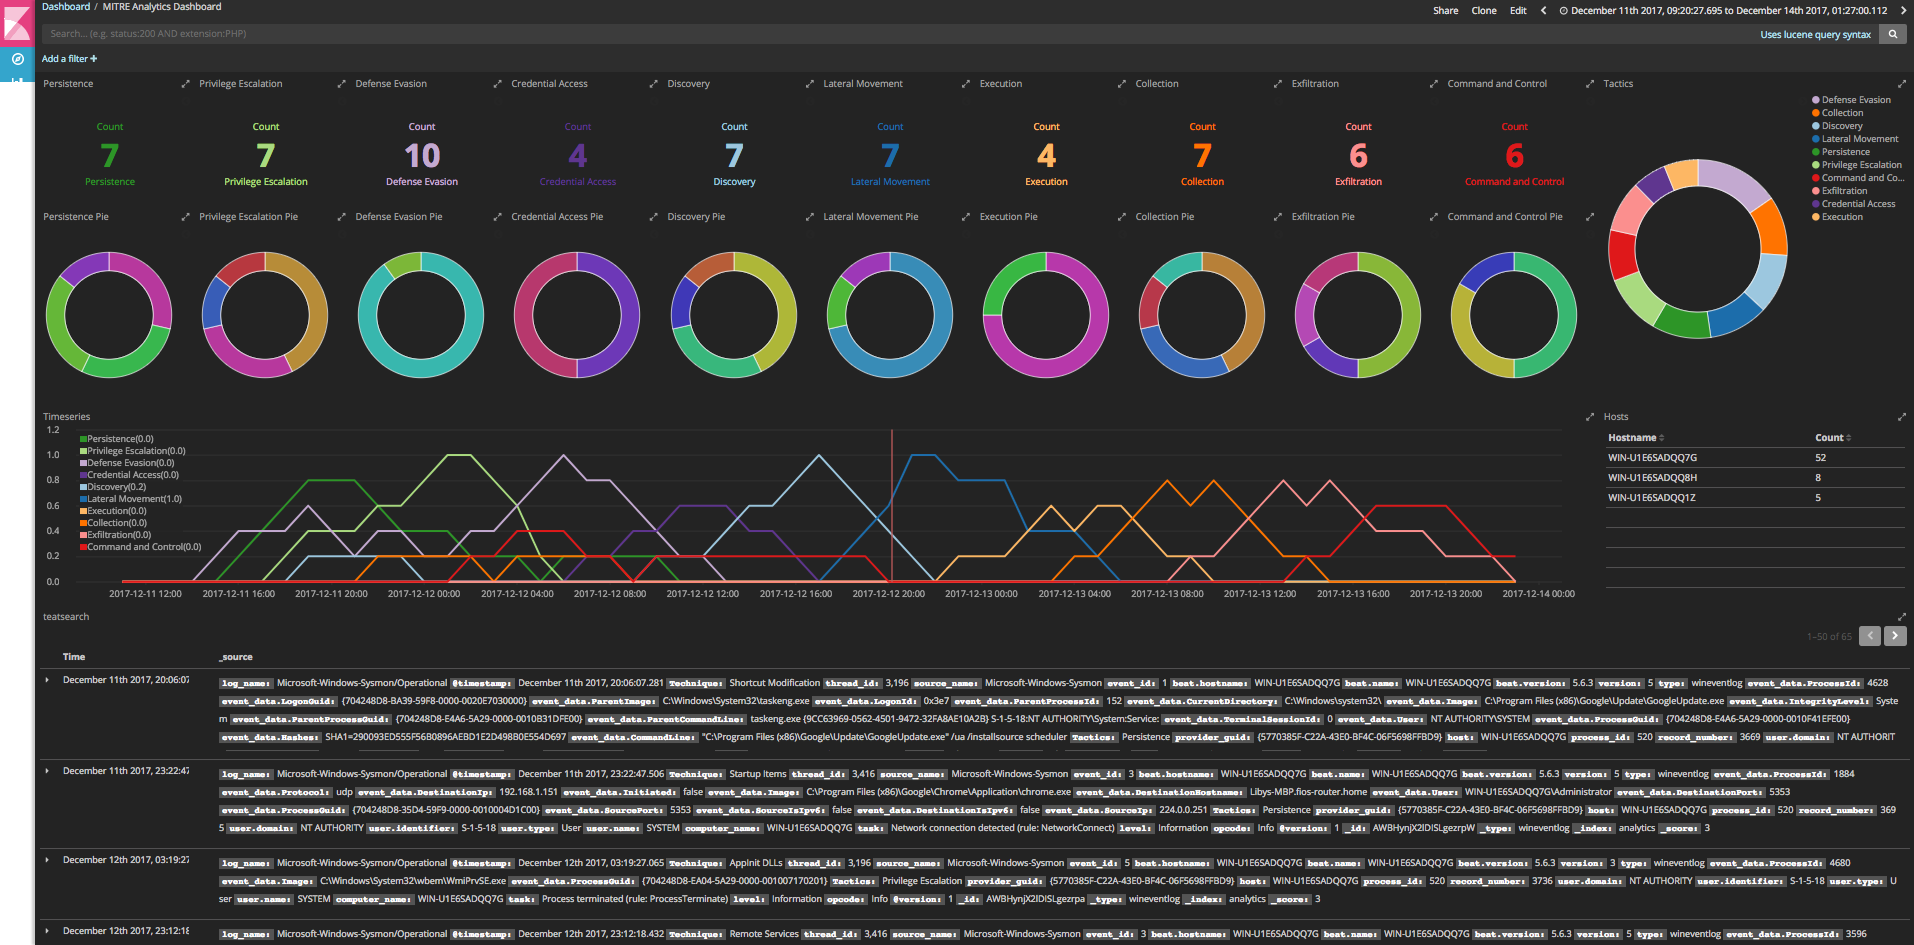 Dashboard / MITRE Analytics Dashboard
Share Clone Edit December 11th 2017, 09:20:27.695 to December 14th 2017, 01:27:00.112
Search... (e.g. status:200 AND extension:PHP) Uses lucene query syntax
Add a filter +
Persistence Privilege Escalation Defense Evasion Credential Access Discovery Lateral Movement Execution Collection Exfiltration Command and Control Tactics
Count Count Count Count Count Count Count Count Count Count
7 7 10 4 7 7 4 7 6 6
Persistence Privilege Escalation Defense Evasion Credential Access Discovery Lateral Movement Execution Collection Exfiltration Command and Control
Defense Evasion
Collection
Discovery
Lateral Movement
Persistence
Privilege Escalation
Command and Co...
Exfiltration
Credential Access
Execution
Persistence Pie Privilege Escalation Pie Defense Evasion Pie Credential Access Pie Discovery Pie Lateral Movement Pie Execution Pie Collection Pie Exfiltration Pie Command and Control Pie
Timeseries
1.2
1.0
0.8
0.6
0.4
0.2
0.0
Persistence(0.0)
Privilege Escalation(0.0)
Defense Evasion(0.0)
Credential Access(0.0)
Discovery(0.2)
Lateral Movement(1.0)
Execution(0.0)
Collection(0.0)
Exfiltration(0.0)
Command and Control(0.0)
2017-12-11 12:00 2017-12-11 16:00 2017-12-11 20:00 2017-12-12 00:00 2017-12-12 04:00 2017-12-12 08:00 2017-12-12 12:00 2017-12-12 16:00 2017-12-12 20:00 2017-12-13 00:00 2017-12-13 04:00 2017-12-13 08:00 2017-12-13 12:00 2017-12-13 16:00 2017-12-13 20:00 2017-12-14 00:00
Hosts
Hostname Count
WIN-U1E6SADQQ7G 52
WIN-U1E6SADQQ8H 8
WIN-U1E6SADQQ1Z 5
teatsearch
1–50 of 65
Time _source
December 11th 2017, 20:06:07 log_name: Microsoft-Windows-Sysmon/Operational @timestamp: December 11th 2017, 20:06:07.281 Technique: Shortcut Modification thread_id: 3,196 source_name: Microsoft-Windows-Sysmon event_id: 1 beat.hostname: WIN-U1E6SADQQ7G beat.name: WIN-U1E6SADQQ7G beat.version: 5.6.3 version: 5 type: wineventlog event_data.ProcessId: 4628
event_data.LogonGuid: {704248D8-BA39-59F8-0000-0020E7030000} event_data.ParentImage: C:\Windows\System32\taskeng.exe event_data.LogonId: 0x3e7 event_data.ParentProcessId: 152 event_data.CurrentDirectory: C:\Windows\system32\ event_data.Image: C:\Program Files (x86)\Google\Update\GoogleUpdate.exe event_data.IntegrityLevel: Syste
m event_data.ParentProcessGuid: {704248D8-E4A6-5A29-0000-0010B31DFE00} event_data.ParentCommandLine: taskeng.exe {9CC63969-0562-4501-9472-32FA8AE10A2B} S-1-5-18:NT AUTHORITY\System:Service: event_data.TerminalSessionId: 0 event_data.User: NT AUTHORITY\SYSTEM event_data.ProcessGuid: {704248D8-E4A6-5A29-0000-0010F41EFE00}
event_data.Hashes: SHA1=290093ED555F56B0896AEBD1E2D498B0E554D697 event_data.CommandLine: "C:\Program Files (x86)\Google\Update\GoogleUpdate.exe" /ua /installsource scheduler Tactics: Persistence provider_guid: {5770385F-C22A-43E0-BF4C-06F5698FFBD9} host: WIN-U1E6SADQQ7G process_id: 520 record_number: 3669 user.domain: NT AUTHORIT
December 11th 2017, 23:22:47 log_name: Microsoft-Windows-Sysmon/Operational @timestamp: December 11th 2017, 23:22:47.506 Technique: Startup Items thread_id: 3,416 source_name: Microsoft-Windows-Sysmon event_id: 3 beat.hostname: WIN-U1E6SADQQ7G beat.name: WIN-U1E6SADQQ7G beat.version: 5.6.3 version: 5 type: wineventlog event_data.ProcessId: 1884
event_data.Protocol: udp event_data.DestinationIp: 192.168.1.151 event_data.Initiated: false event_data.Image: C:\Program Files (x86)\Google\Chrome\Application\chrome.exe event_data.DestinationHostname: Libys-MBP.fios-router.home event_data.User: WIN-U1E6SADQQ7G\Administrator event_data.DestinationPort: 5353
event_data.ProcessGuid: {704248D8-35D4-59F9-0000-0010004D1C00} event_data.SourcePort: 5353 event_data.SourceIsIpv6: false event_data.DestinationIsIpv6: false event_data.SourceIp: 224.0.0.251 Tactics: Persistence provider_guid: {5770385F-C22A-43E0-BF4C-06F5698FFBD9} host: WIN-U1E6SADQQ7G process_id: 520 record_number: 369
5 user.domain: NT AUTHORITY user.identifier: S-1-5-18 user.type: User user.name: SYSTEM computer_name: WIN-U1E6SADQQ7G task: Network connection detected (rule: NetworkConnect) level: Information opcode: Info @version: 1 _id: AWBHynjX2lDISLgezrpW _type: wineventlog _index: analytics _score: 3
December 12th 2017, 03:19:27 log_name: Microsoft-Windows-Sysmon/Operational @timestamp: December 12th 2017, 03:19:27.065 Technique: AppInit DLLs thread_id: 3,196 source_name: Microsoft-Windows-Sysmon event_id: 5 beat.hostname: WIN-U1E6SADQQ7G beat.name: WIN-U1E6SADQQ7G beat.version: 5.6.3 version: 3 type: wineventlog event_data.ProcessId: 4680
event_data.Image: C:\Windows\System32\wbem\WmiPrvSE.exe event_data.ProcessGuid: {704248D8-EA04-5A29-0000-001007170201} Tactics: Privilege Escalation provider_guid: {5770385F-C22A-43E0-BF4C-06F5698FFBD9} host: WIN-U1E6SADQQ7G process_id: 520 record_number: 3736 user.domain: NT AUTHORITY user.identifier: S-1-5-18 user.type: U
ser user.name: SYSTEM computer_name: WIN-U1E6SADQQ7G task: Process terminated (rule: ProcessTerminate) level: Information opcode: Info @version: 1 _id: AWBHynjX2lDISLgezrpa _type: wineventlog _index: analytics _score: 3
December 12th 2017, 23:12:18 log_name: Microsoft-Windows-Sysmon/Operational @timestamp: December 12th 2017, 23:12:18.432 Technique: Remote Services thread_id: 3,416 source_name: Microsoft-Windows-Sysmon event_id: 3 beat.hostname: WIN-U1E6SADQQ7G beat.name: WIN-U1E6SADQQ7G beat.version: 5.6.3 version: 5 type: wineventlog event_data.ProcessId: 3596